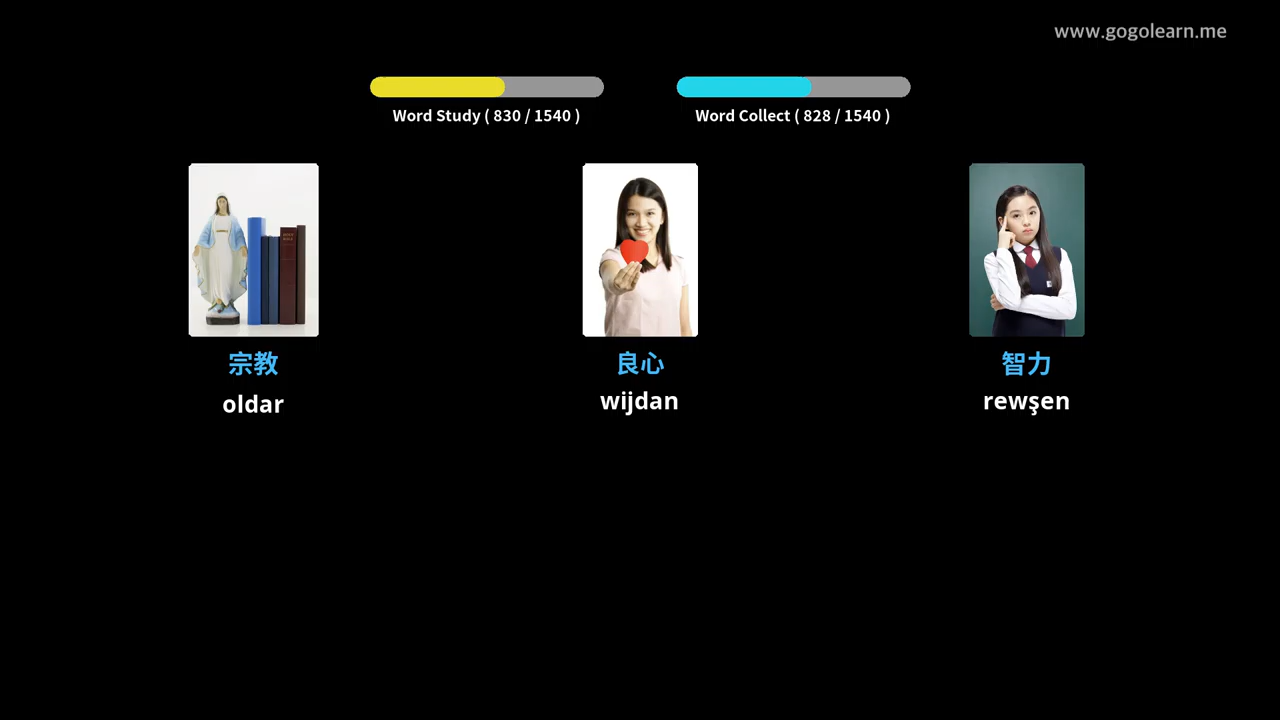 www.gogolearn.me
Word Study ( 830 / 1540 )
Word Collect ( 828 / 1540 )
宗教
良心
智力
oldar
wijdan
rewşen